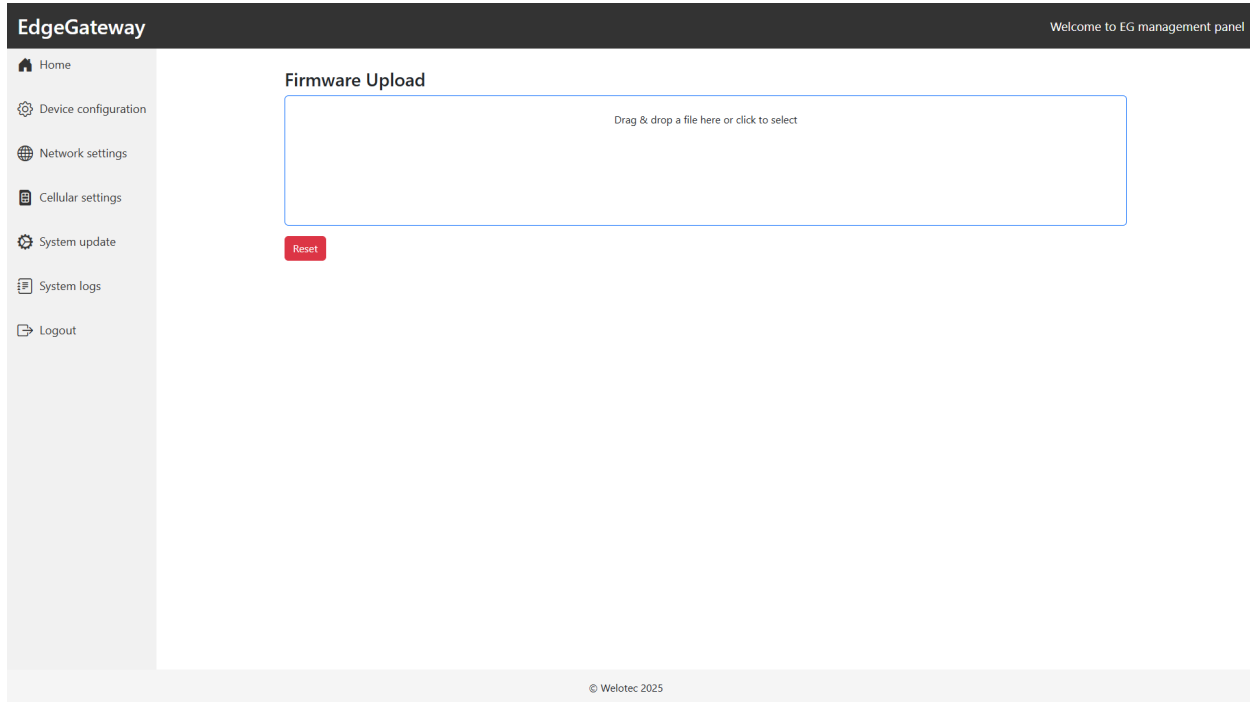 EdgeGateway
Welcome to EG management panel
Home
Device configuration
Network settings
Cellular settings
System update
System logs
Logout
Firmware Upload
Drag & drop a file here or click to select
Reset
© Welotec 2025